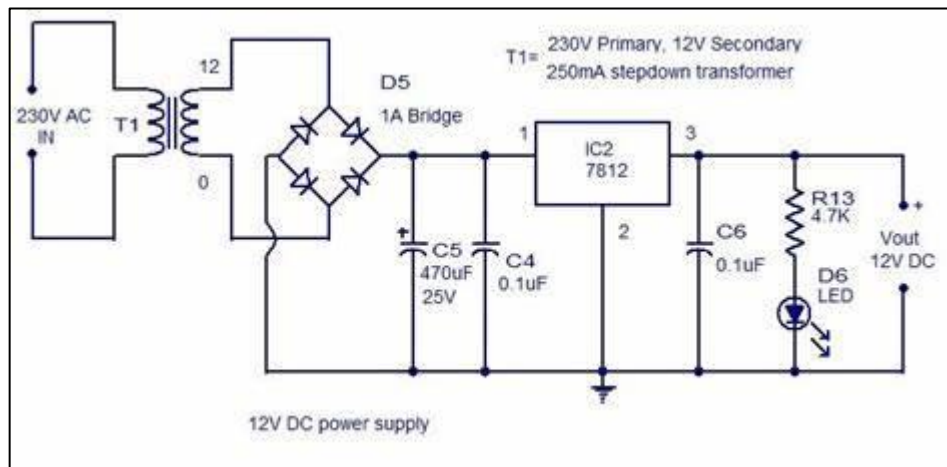 T1= 230V Primary, 12V Secondary
250mA stepdown transformer
12
D5
1A Bridge
230V AC
IN
T1
0
1
IC2
7812
3
2
R13
4.7K
+
Vout
12V DC
+
C5
470uF
25V
C4
0.1uF
C6
0.1uF
D6
LED
12V DC power supply